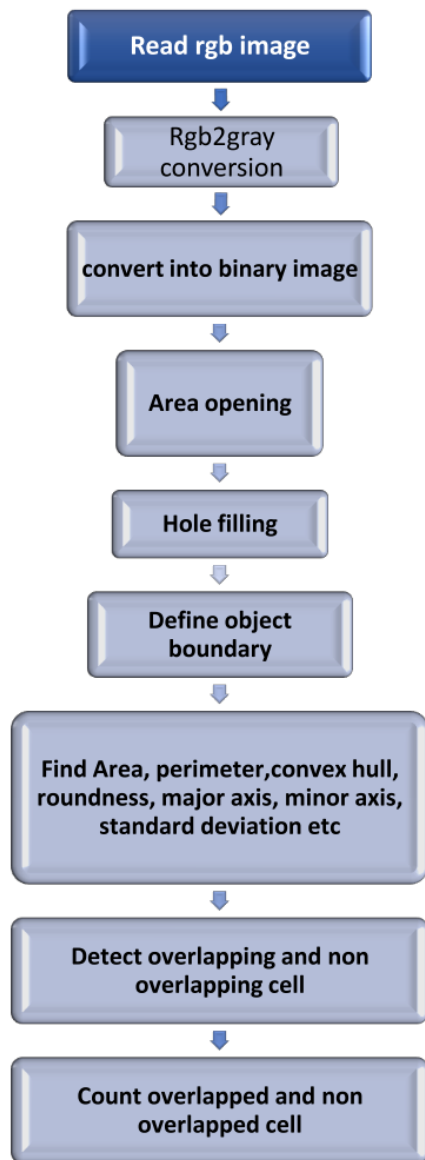 Read rgb image
Rgb2gray
conversion
convert into binary image
Area opening
Hole filling
Define object
boundary
Find Area, perimeter,convex hull,
roundness, major axis, minor axis,
standard deviation etc
Detect overlapping and non
overlapping cell
Count overlapped and non
overlapped cell